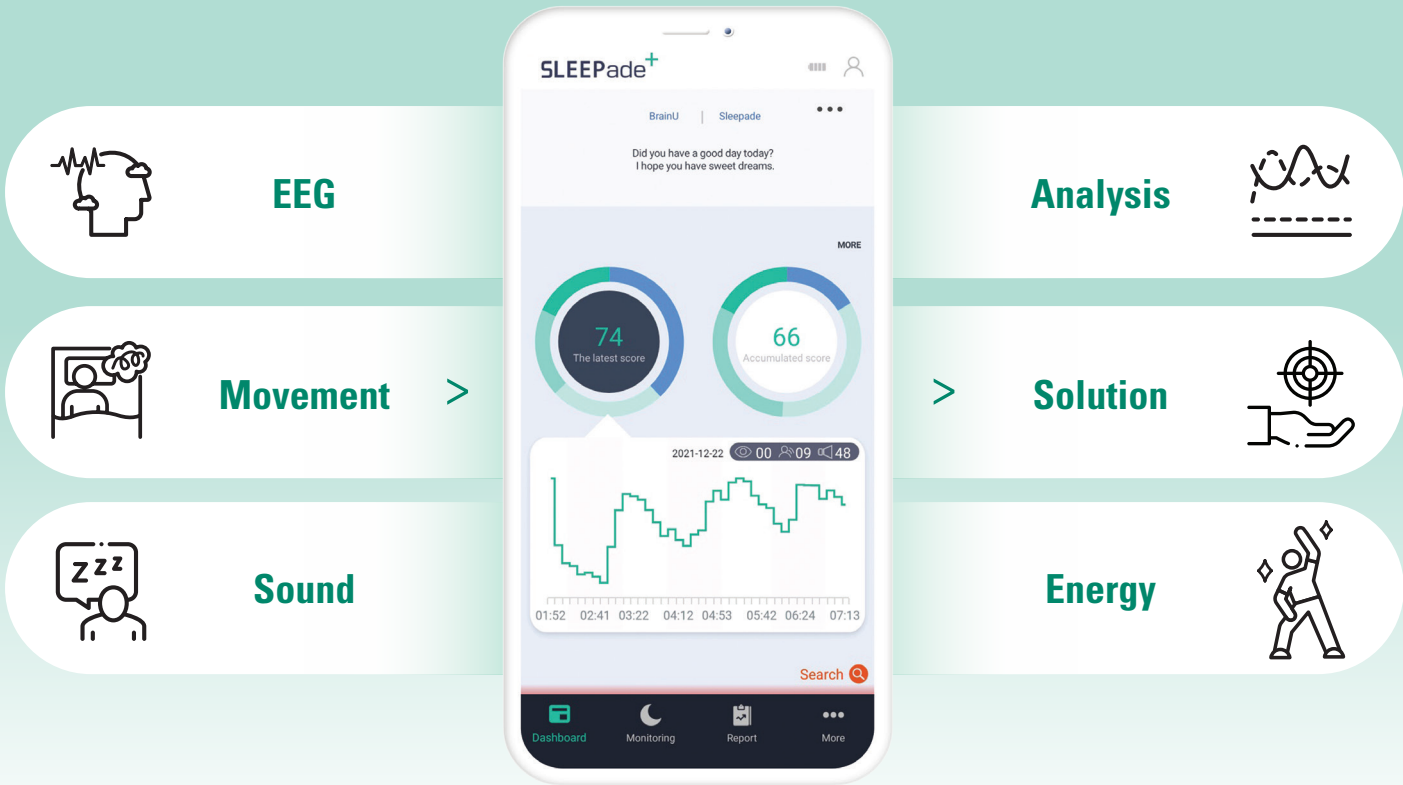 EEG
Movement
>
Sound
zzz
SLEEPade+
BrainU | Sleepade
Did you have a good day today?
I hope you have sweet dreams.
MORE
74
The latest score
66
Accumulated score
2021-12-22 00 09 48
01:52 02:41 03:22 04:12 04:53 05:42 06:24 07:13
Search
Dashboard Monitoring Report More
Analysis
>
Solution
Energy